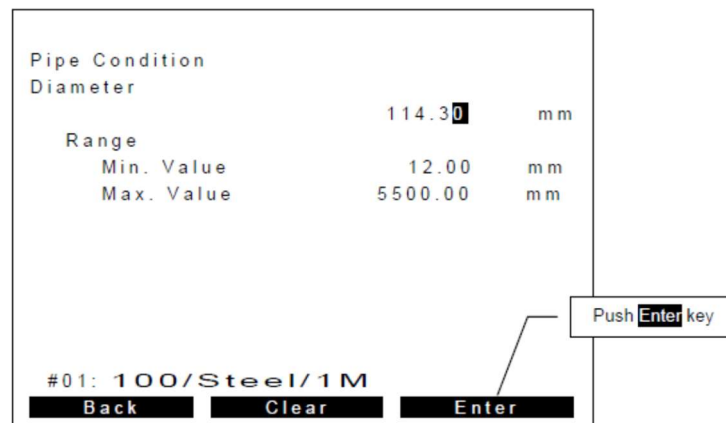 Pipe Condition
Diameter
114.30 mm
Range
Min. Value 12.00 mm
Max. Value 5500.00 mm
Push Enter key
#01: 100/Steel/1M
Back Clear Enter